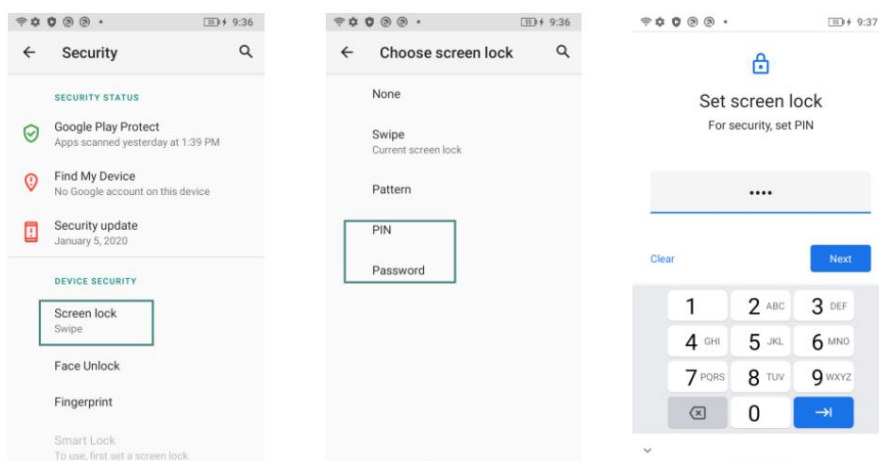 9:36
Security
SECURITY STATUS
Google Play Protect
Apps scanned yesterday at 1:39 PM
Find My Device
No Google account on this device
Security update
January 5, 2020
DEVICE SECURITY
Screen lock
Swipe
Face Unlock
Fingerprint
Smart Lock
To use, first set a screen lock
9:36
Choose screen lock
None
Swipe
Current screen lock
Pattern
PIN
Password
9:37
Set screen lock
For security, set PIN
••••
Clear Next
1 2 ABC 3 DEF
4 GHI 5 JKL 6 MNO
7 PQRS 8 TUV 9 WXYZ
0